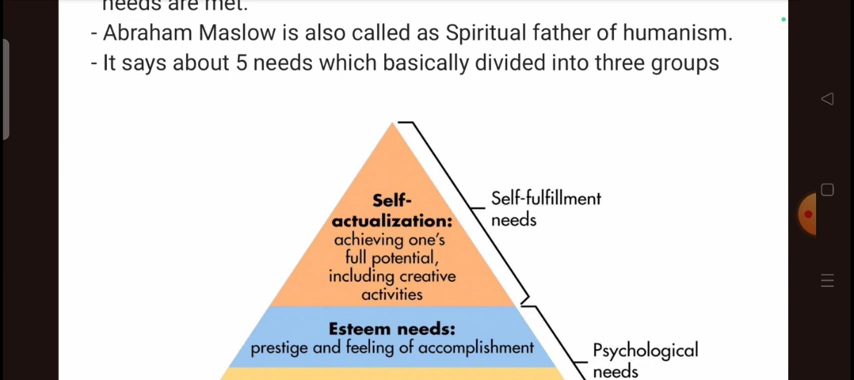 needs are met.
- Abraham Maslow is also called as Spiritual father of humanism.
- It says about 5 needs which basically divided into three groups
Self-
actualization:
achieving one's
full potential,
including creative
activities
Self-fulfillment
needs
Esteem needs:
prestige and feeling of accomplishment
Psychological
needs